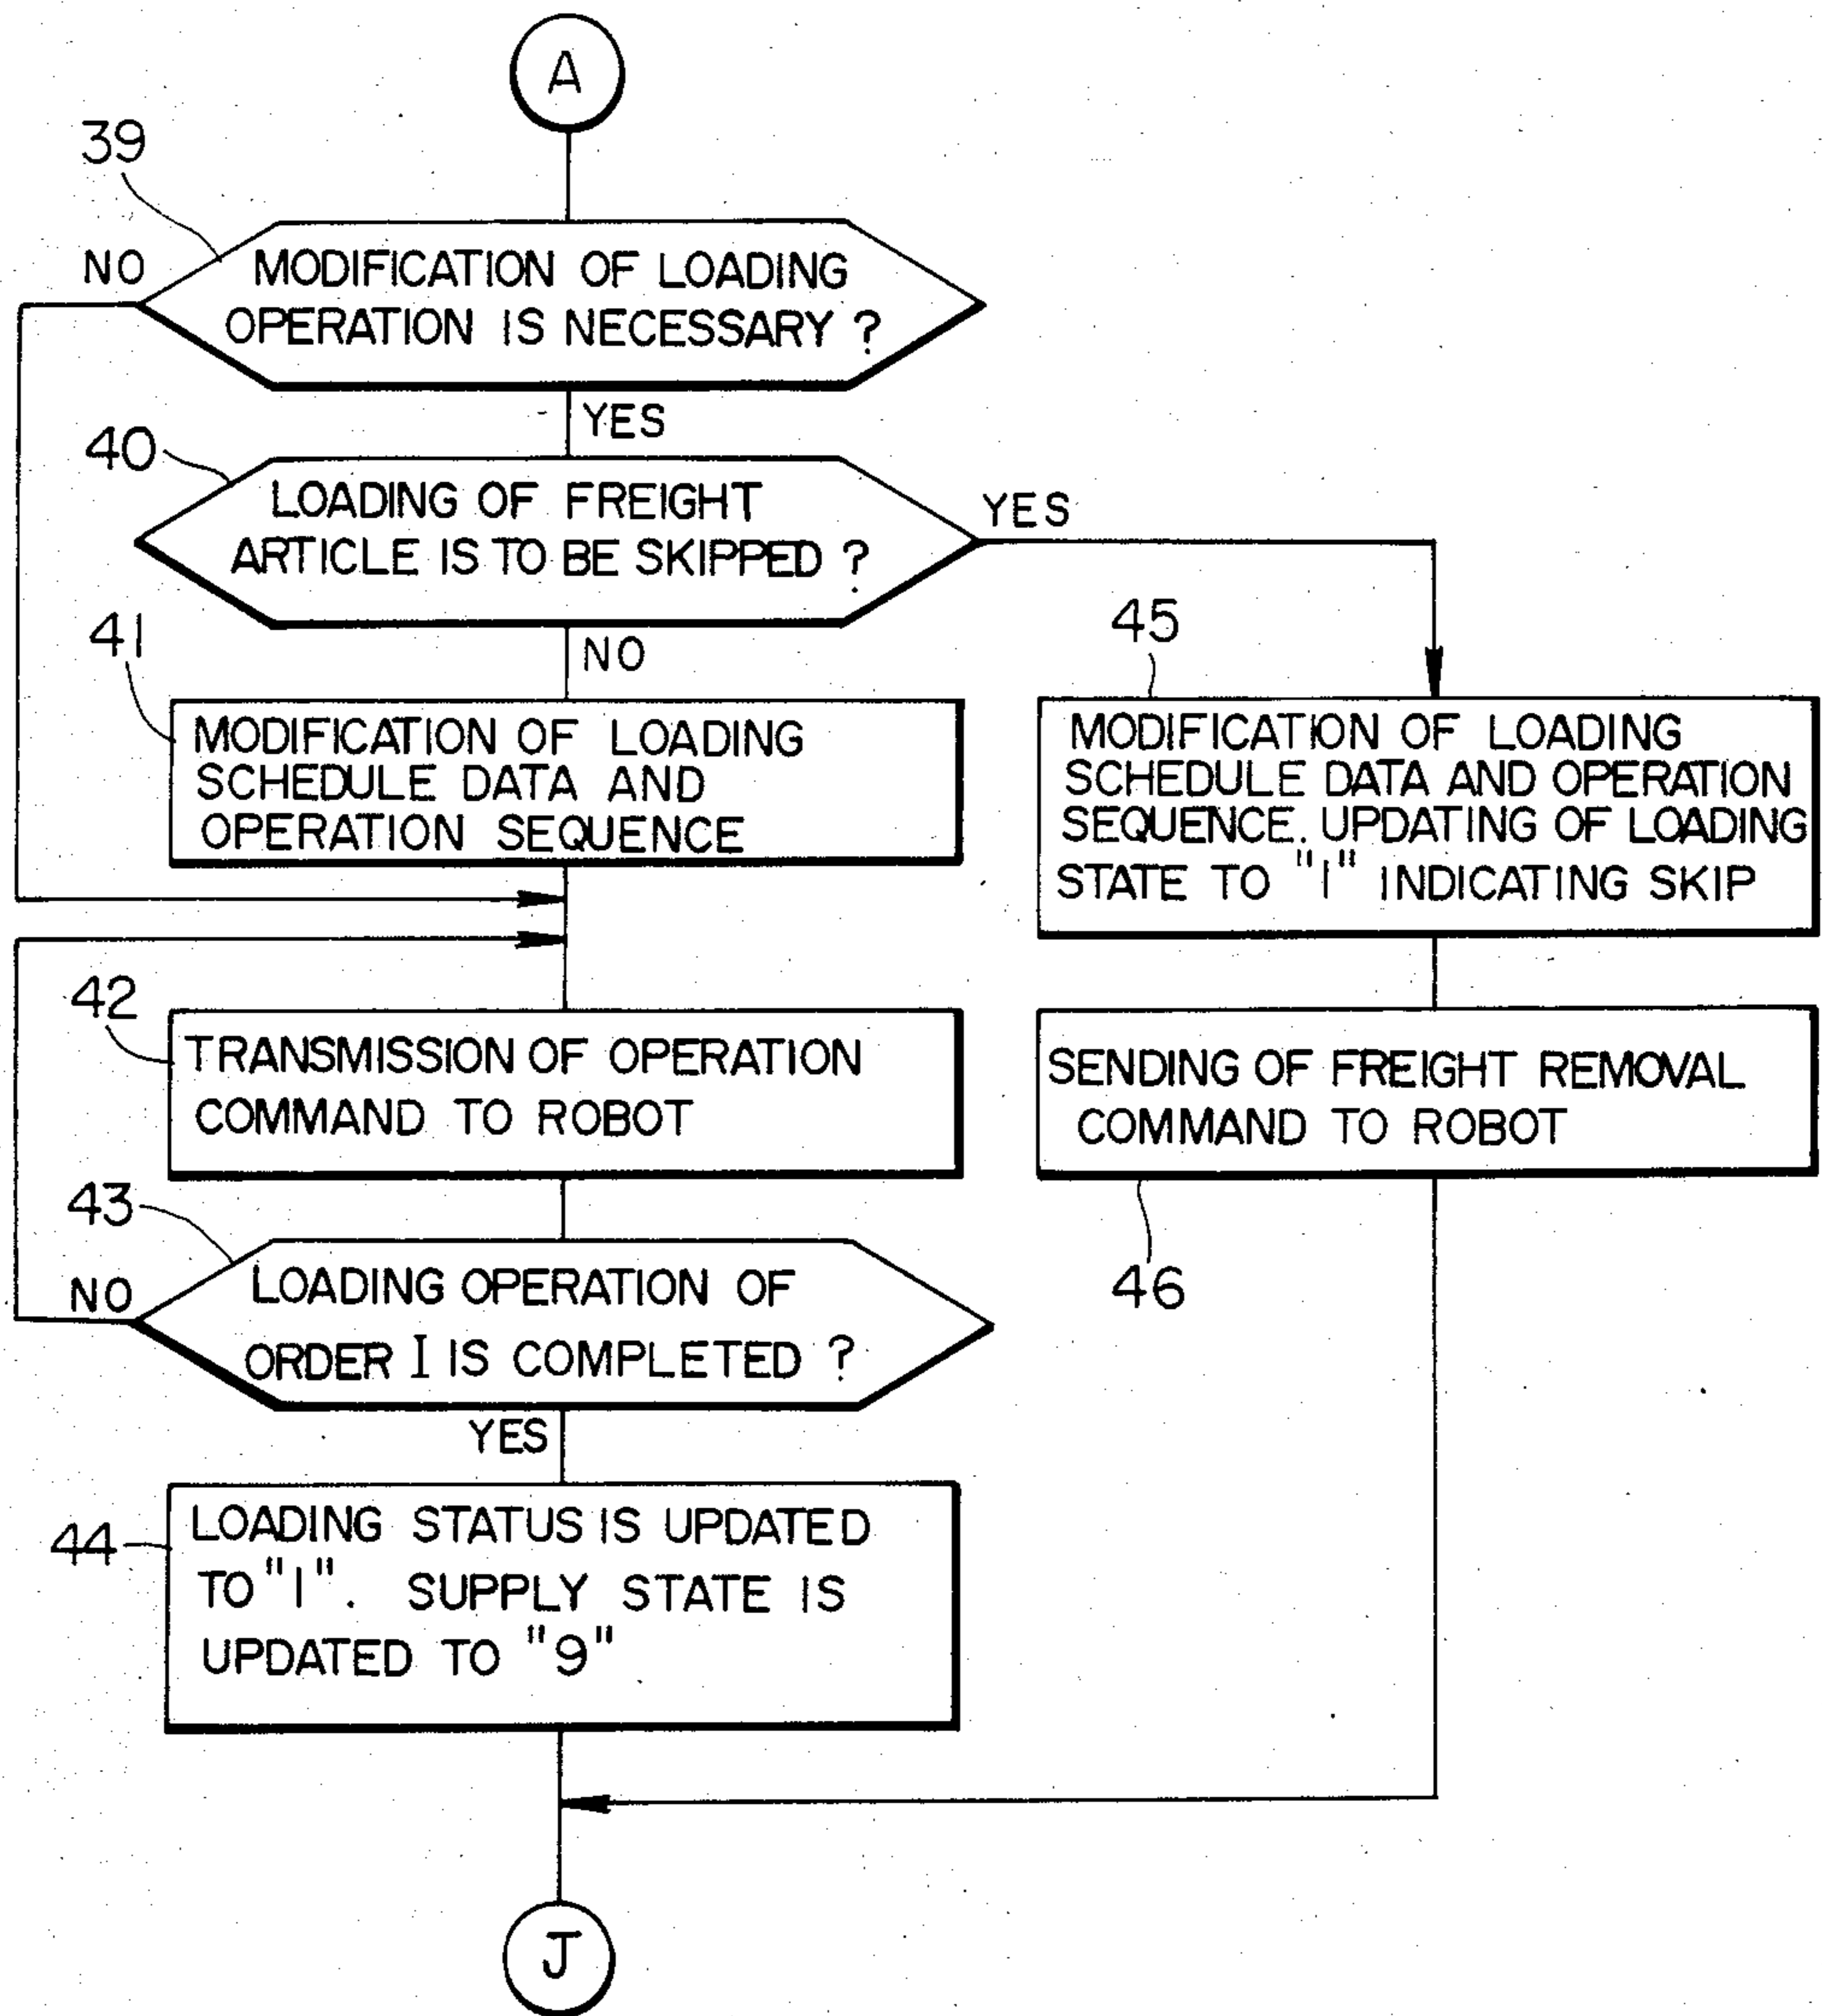 A
39
NO
MODIFICATION OF LOADING
OPERATION IS NECESSARY ?
YES
40
LOADING OF FREIGHT
ARTICLE IS TO BE SKIPPED ?
YES
41
NO
45
MODIFICATION OF LOADING
SCHEDULE DATA AND
OPERATION SEQUENCE
MODIFICATION OF LOADING
SCHEDULE DATA AND OPERATION
SEQUENCE. UPDATING OF LOADING
STATE TO "1" INDICATING SKIP
42
TRANSMISSION OF OPERATION
COMMAND TO ROBOT
SENDING OF FREIGHT REMOVAL
COMMAND TO ROBOT
43
46
NO
LOADING OPERATION OF
ORDER I IS COMPLETED ?
YES
44
LOADING STATUS IS UPDATED
TO "1". SUPPLY STATE IS
UPDATED TO "9"
J